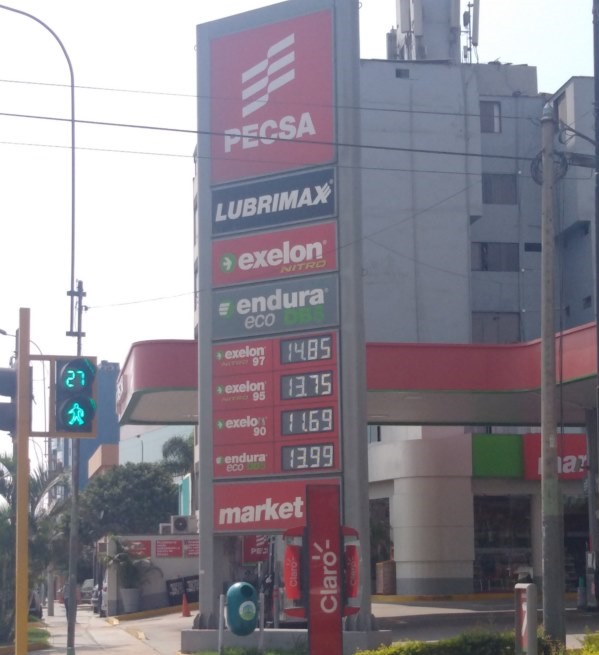 PECSA
LUBRIMAX
exelon
NITRO
endura
eco DB5
exelon 97 14.85
exelon 95 13.75
exelon 90 11.69
endura eco 13.99
market
27
Claro
Claro